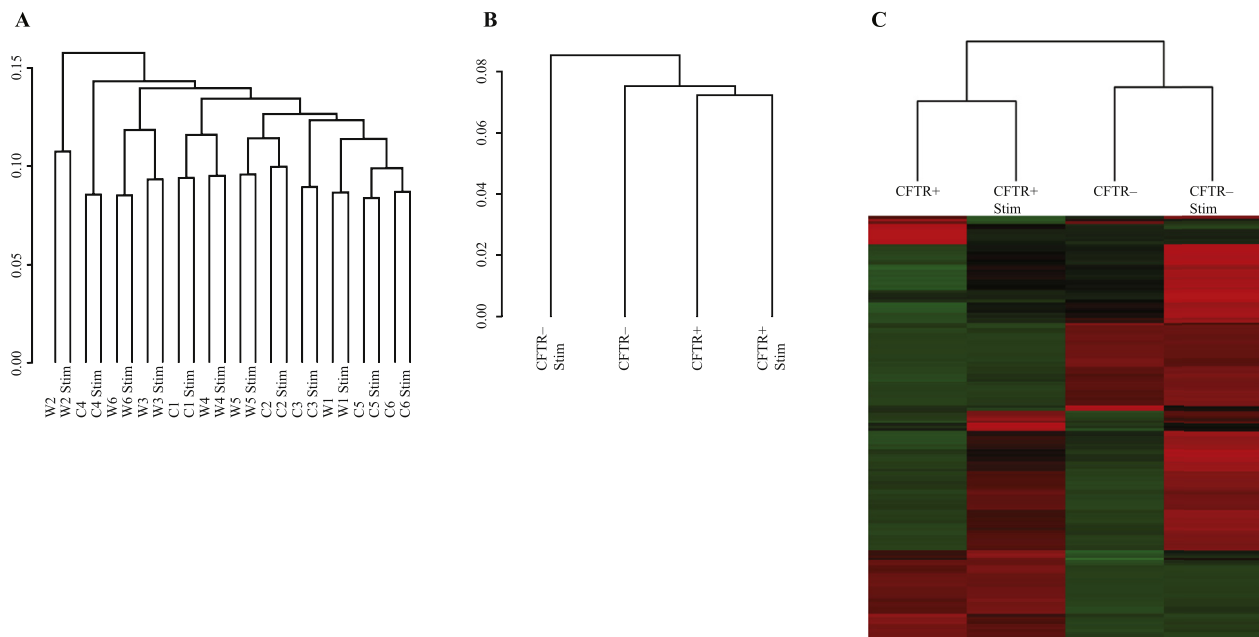 A
0.15
0.10
0.05
0.00
W2
W2 Stim
C4
C4 Stim
W6
W6 Stim
W3
W3 Stim
C1
C1 Stim
W4
W4 Stim
W5
W5 Stim
C2
C2 Stim
C3
C3 Stim
W1
W1 Stim
C5
C5 Stim
C6
C6 Stim
B
0.08
0.06
0.04
0.02
0.00
CFTR–
Stim
CFTR–
CFTR+
CFTR+
Stim
C
CFTR+
CFTR+
Stim
CFTR–
CFTR–
Stim